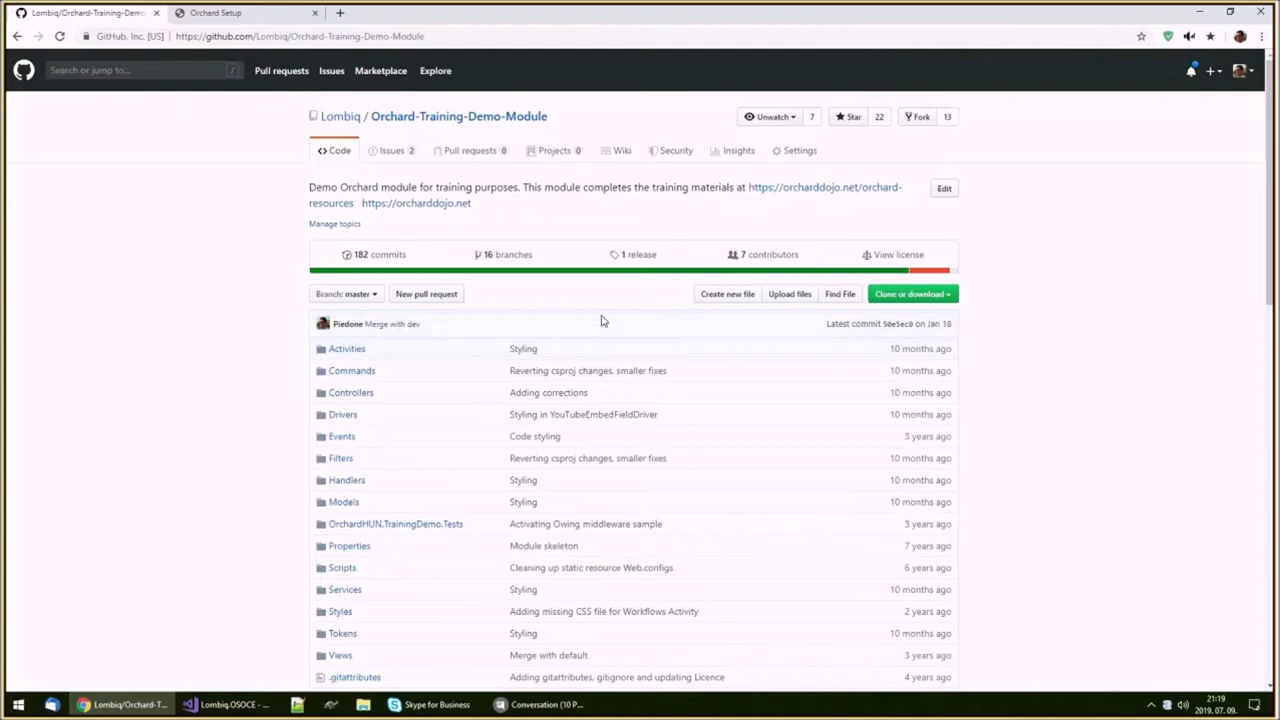 Lombiq/Orchard-Training-Demo
Orchard Setup
GitHub, Inc. [US]
https://github.com/Lombiq/Orchard-Training-Demo-Module
Search or jump to...
/
Pull requests
Issues
Marketplace
Explore
Lombiq / Orchard-Training-Demo-Module
Unwatch 7
Star 22
Fork 13
Code
Issues 2
Pull requests 0
Projects 0
Wiki
Security
Insights
Settings
Demo Orchard module for training purposes. This module completes the training materials at https://orcharddojo.net/orchard-
resources https://orcharddojo.net
Edit
Manage topics
182 commits
16 branches
1 release
7 contributors
View license
Branch: master
New pull request
Create new file
Upload files
Find File
Clone or download
Piedone Merge with dev
Latest commit 50e5ec0 on Jan 18
Activities Styling 10 months ago
Commands Reverting csproj changes, smaller fixes 10 months ago
Controllers Adding corrections 10 months ago
Drivers Styling in YouTubeEmbedFieldDriver 10 months ago
Events Code styling 3 years ago
Filters Reverting csproj changes, smaller fixes 10 months ago
Handlers Styling 10 months ago
Models Styling 10 months ago
OrchardHUN.TrainingDemo.Tests Activating Owing middleware sample 3 years ago
Properties Module skeleton 7 years ago
Scripts Cleaning up static resource Web.configs 6 years ago
Services Styling 10 months ago
Styles Adding missing CSS file for Workflows Activity 2 years ago
Tokens Styling 10 months ago
Views Merge with default 3 years ago
.gitattributes Adding gitattributes, gitignore and updating Licence 4 years ago
Lombiq/Orchard-T...
Lombiq.OSOCE - ...
Skype for Business
Conversation (10 P...
21:19
2019. 07. 09.